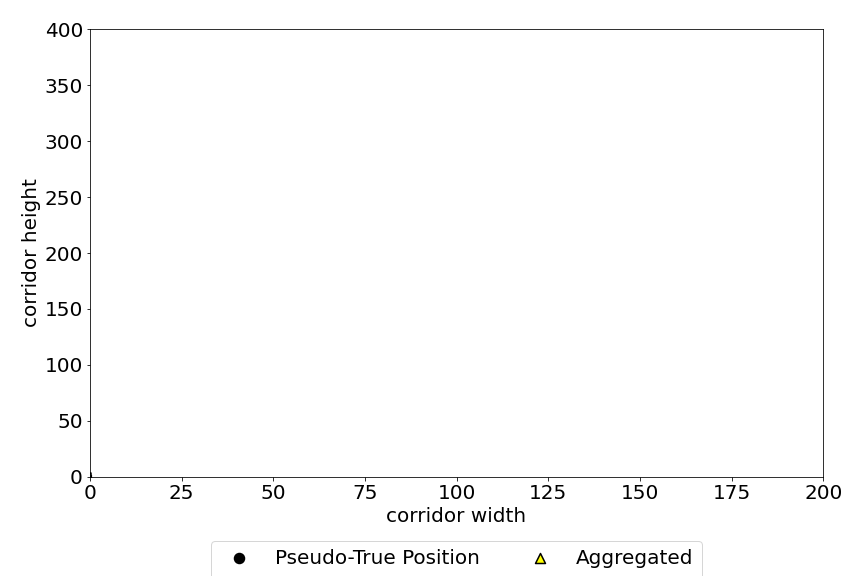 400
350
300
250
200
150
100
50
0
corridor height
0 25 50 75 100 125 150 175 200
corridor width
Pseudo-True Position Aggregated